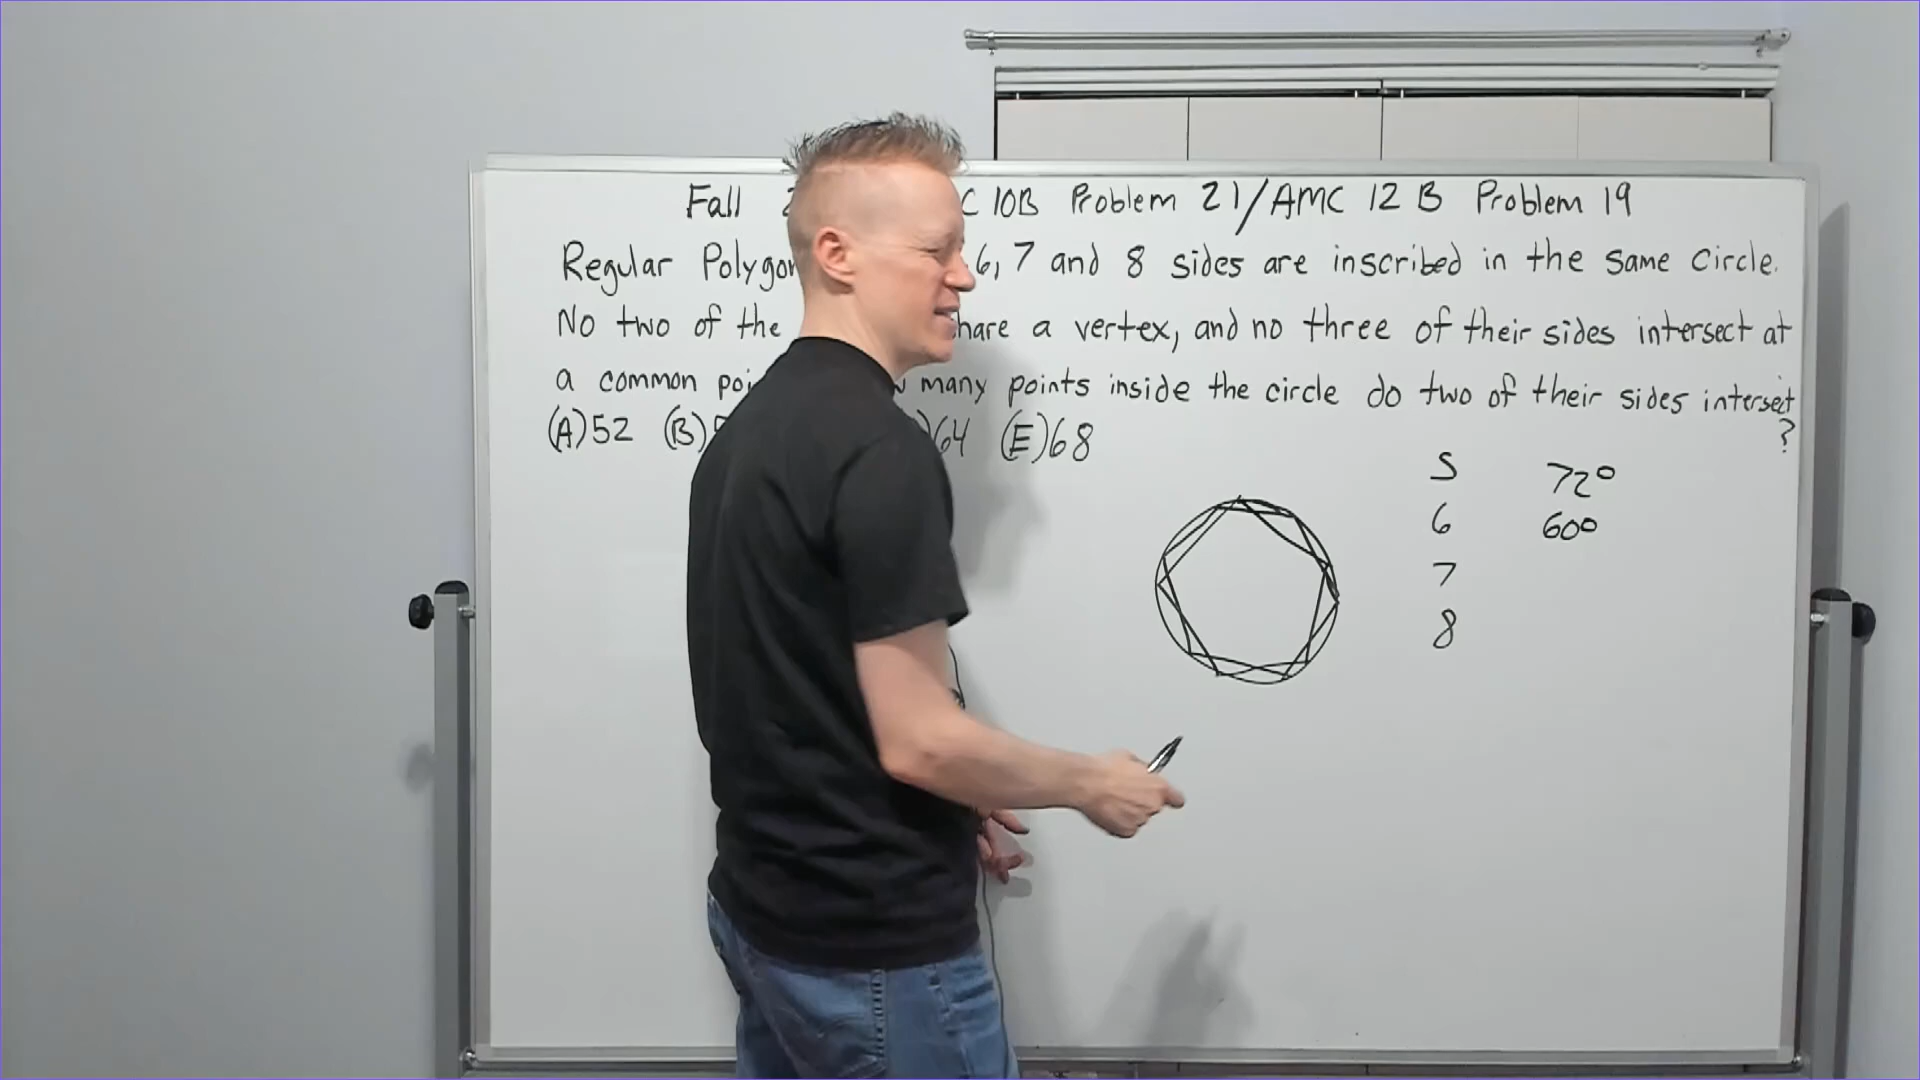 Fall C 10B Problem 21/AMC 12 B Problem 19
Regular Polygon 6, 7 and 8 sides are inscribed in the same circle.
No two of the share a vertex, and no three of their sides intersect at
a common many points inside the circle do two of their sides intersect
?
(A)52 (B) 64 (E)68
5 72°
6 60°
7
8